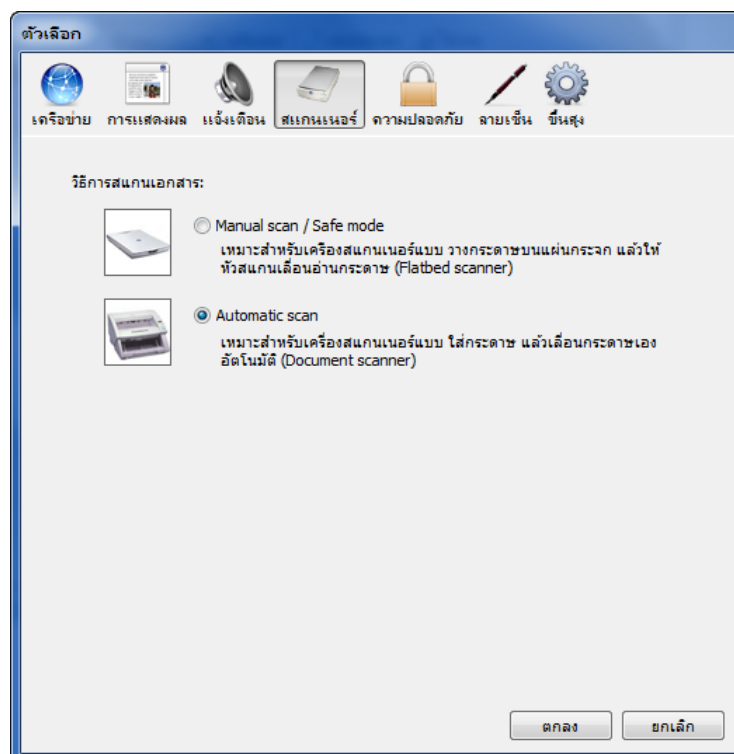 ตัวเลือก
เครือข่าย การแสดงผล แจ้งเตือน สแกนเนอร์ ความปลอดภัย ลายเซ็น ขั้นสูง
วิธีการสแกนเอกสาร:
Manual scan / Safe mode
เหมาะสำหรับเครื่องสแกนเนอร์แบบ วางกระดาษบนแผ่นกระจก แล้วให้
หัวสแกนเลื่อนอ่านกระดาษ (Flatbed scanner)
Automatic scan
เหมาะสำหรับเครื่องสแกนเนอร์แบบ ใส่กระดาษ แล้วเลื่อนกระดาษเอง
อัตโนมัติ (Document scanner)
ตกลง ยกเลิก